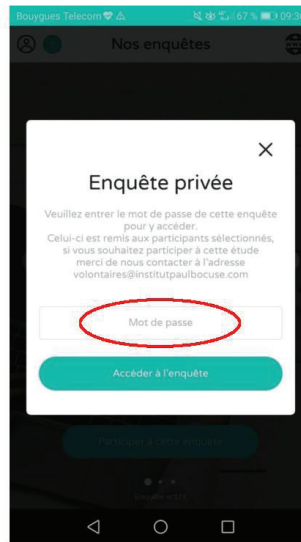 Bouygues Telecom 67 % 09:36
Nos enquêtes
Enquête privée
Veuillez entrer le mot de passe de cette enquête
pour y accéder.
Celui-ci est remis aux participants sélectionnés,
si vous souhaitez participer à cette étude
merci de nous contacter à l'adresse
volontaires@institutpaulbocuse.com
Mot de passe
Accéder à l'enquête
Participer à cette enquête